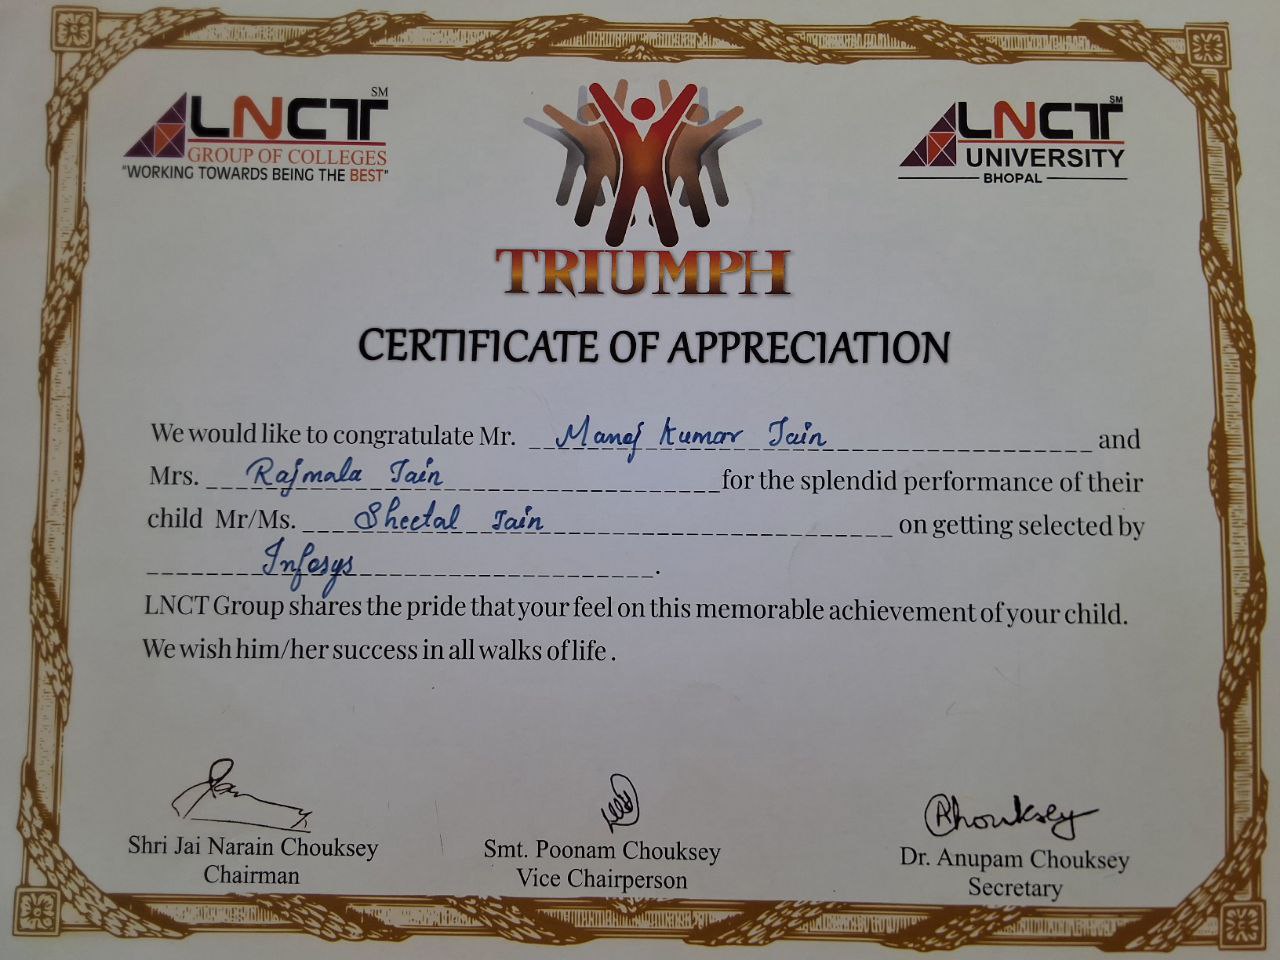 LNCT SM
GROUP OF COLLEGES
"WORKING TOWARDS BEING THE BEST"
LNCT SM
UNIVERSITY
BHOPAL
TRIUMPH
CERTIFICATE OF APPRECIATION
We would like to congratulate Mr. Manoj Kumar Jain and
Mrs. Rajmala Jain for the splendid performance of their
child Mr/Ms. Sheetal Jain on getting selected by
Infosys.
LNCT Group shares the pride that your feel on this memorable achievement of your child.
We wish him/her success in all walks of life.
Chouksey
Shri Jai Narain Chouksey
Chairman
Smt. Poonam Chouksey
Vice Chairperson
Dr. Anupam Chouksey
Secretary